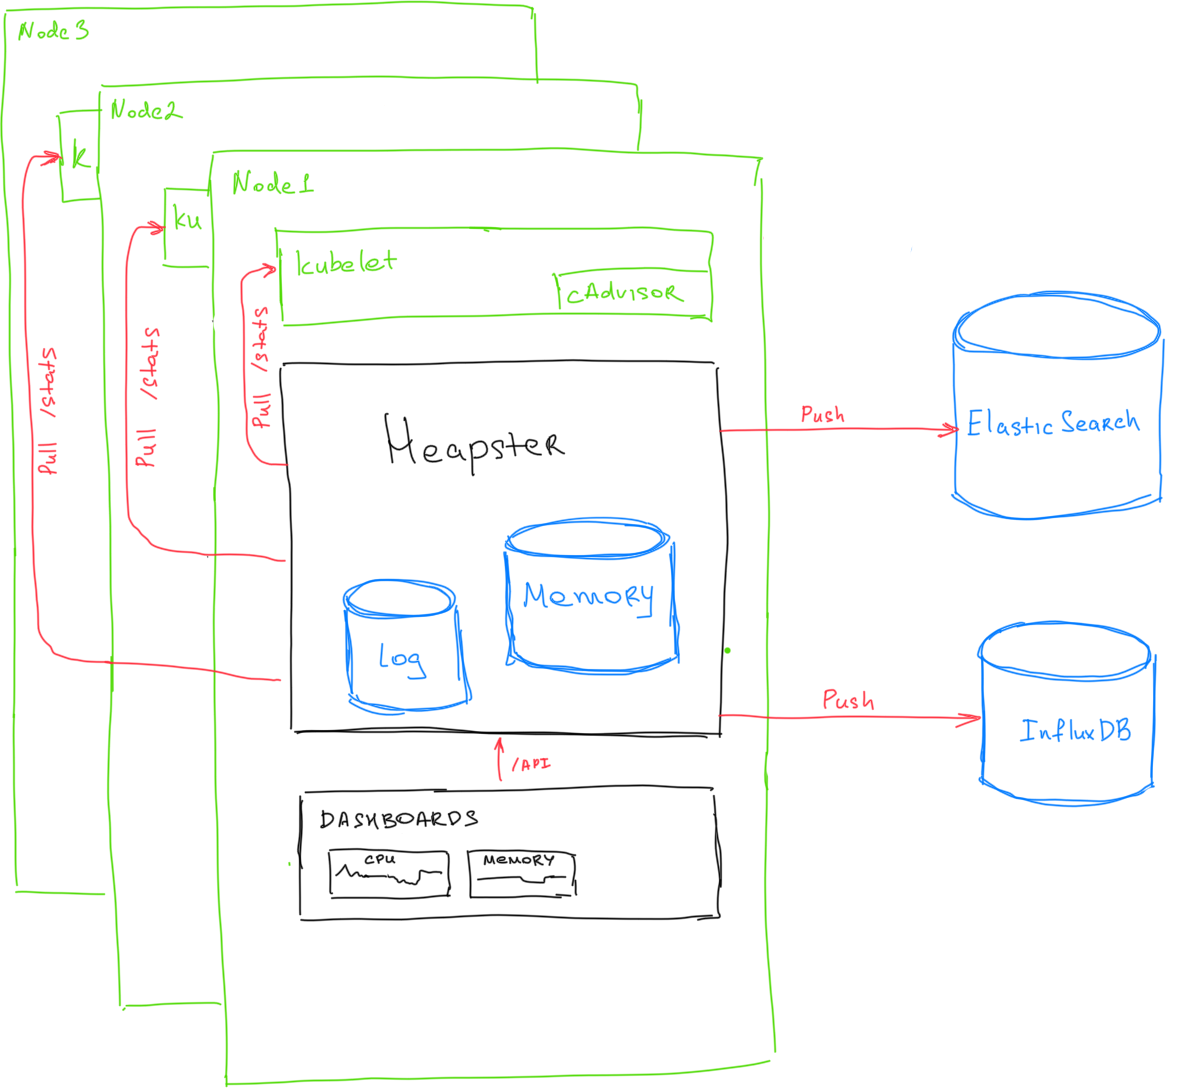 Node3
Node2
k
Node1
ku
kubelet
cAdvisor
Pull /stats
Pull /stats
Pull /stats
Heapster
Push
Elastic Search
Memory
Log
Push
InfluxDB
/API
DASHBOARDS
CPU
MEMORY